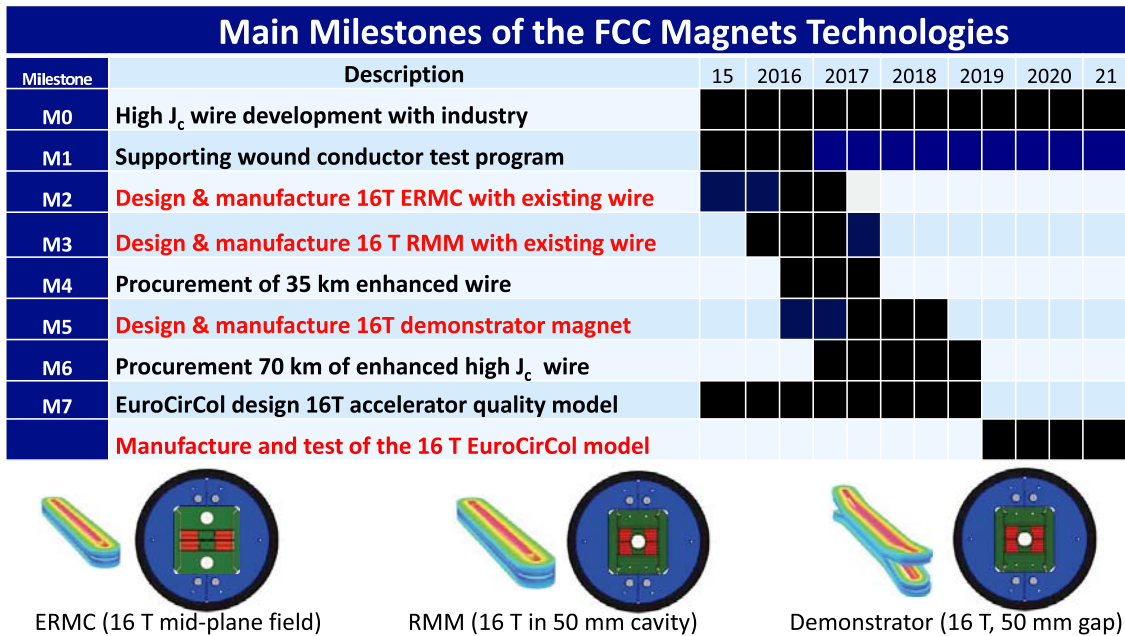 Main Milestones of the FCC Magnets Technologies
Milestone Description 15 2016 2017 2018 2019 2020 21
M0 High Jc wire development with industry
M1 Supporting wound conductor test program
M2 Design & manufacture 16T ERMC with existing wire
M3 Design & manufacture 16 T RMM with existing wire
M4 Procurement of 35 km enhanced wire
M5 Design & manufacture 16T demonstrator magnet
M6 Procurement 70 km of enhanced high Jc wire
M7 EuroCirCol design 16T accelerator quality model
Manufacture and test of the 16 T EuroCirCol model
ERMC (16 T mid-plane field) RMM (16 T in 50 mm cavity) Demonstrator (16 T, 50 mm gap)